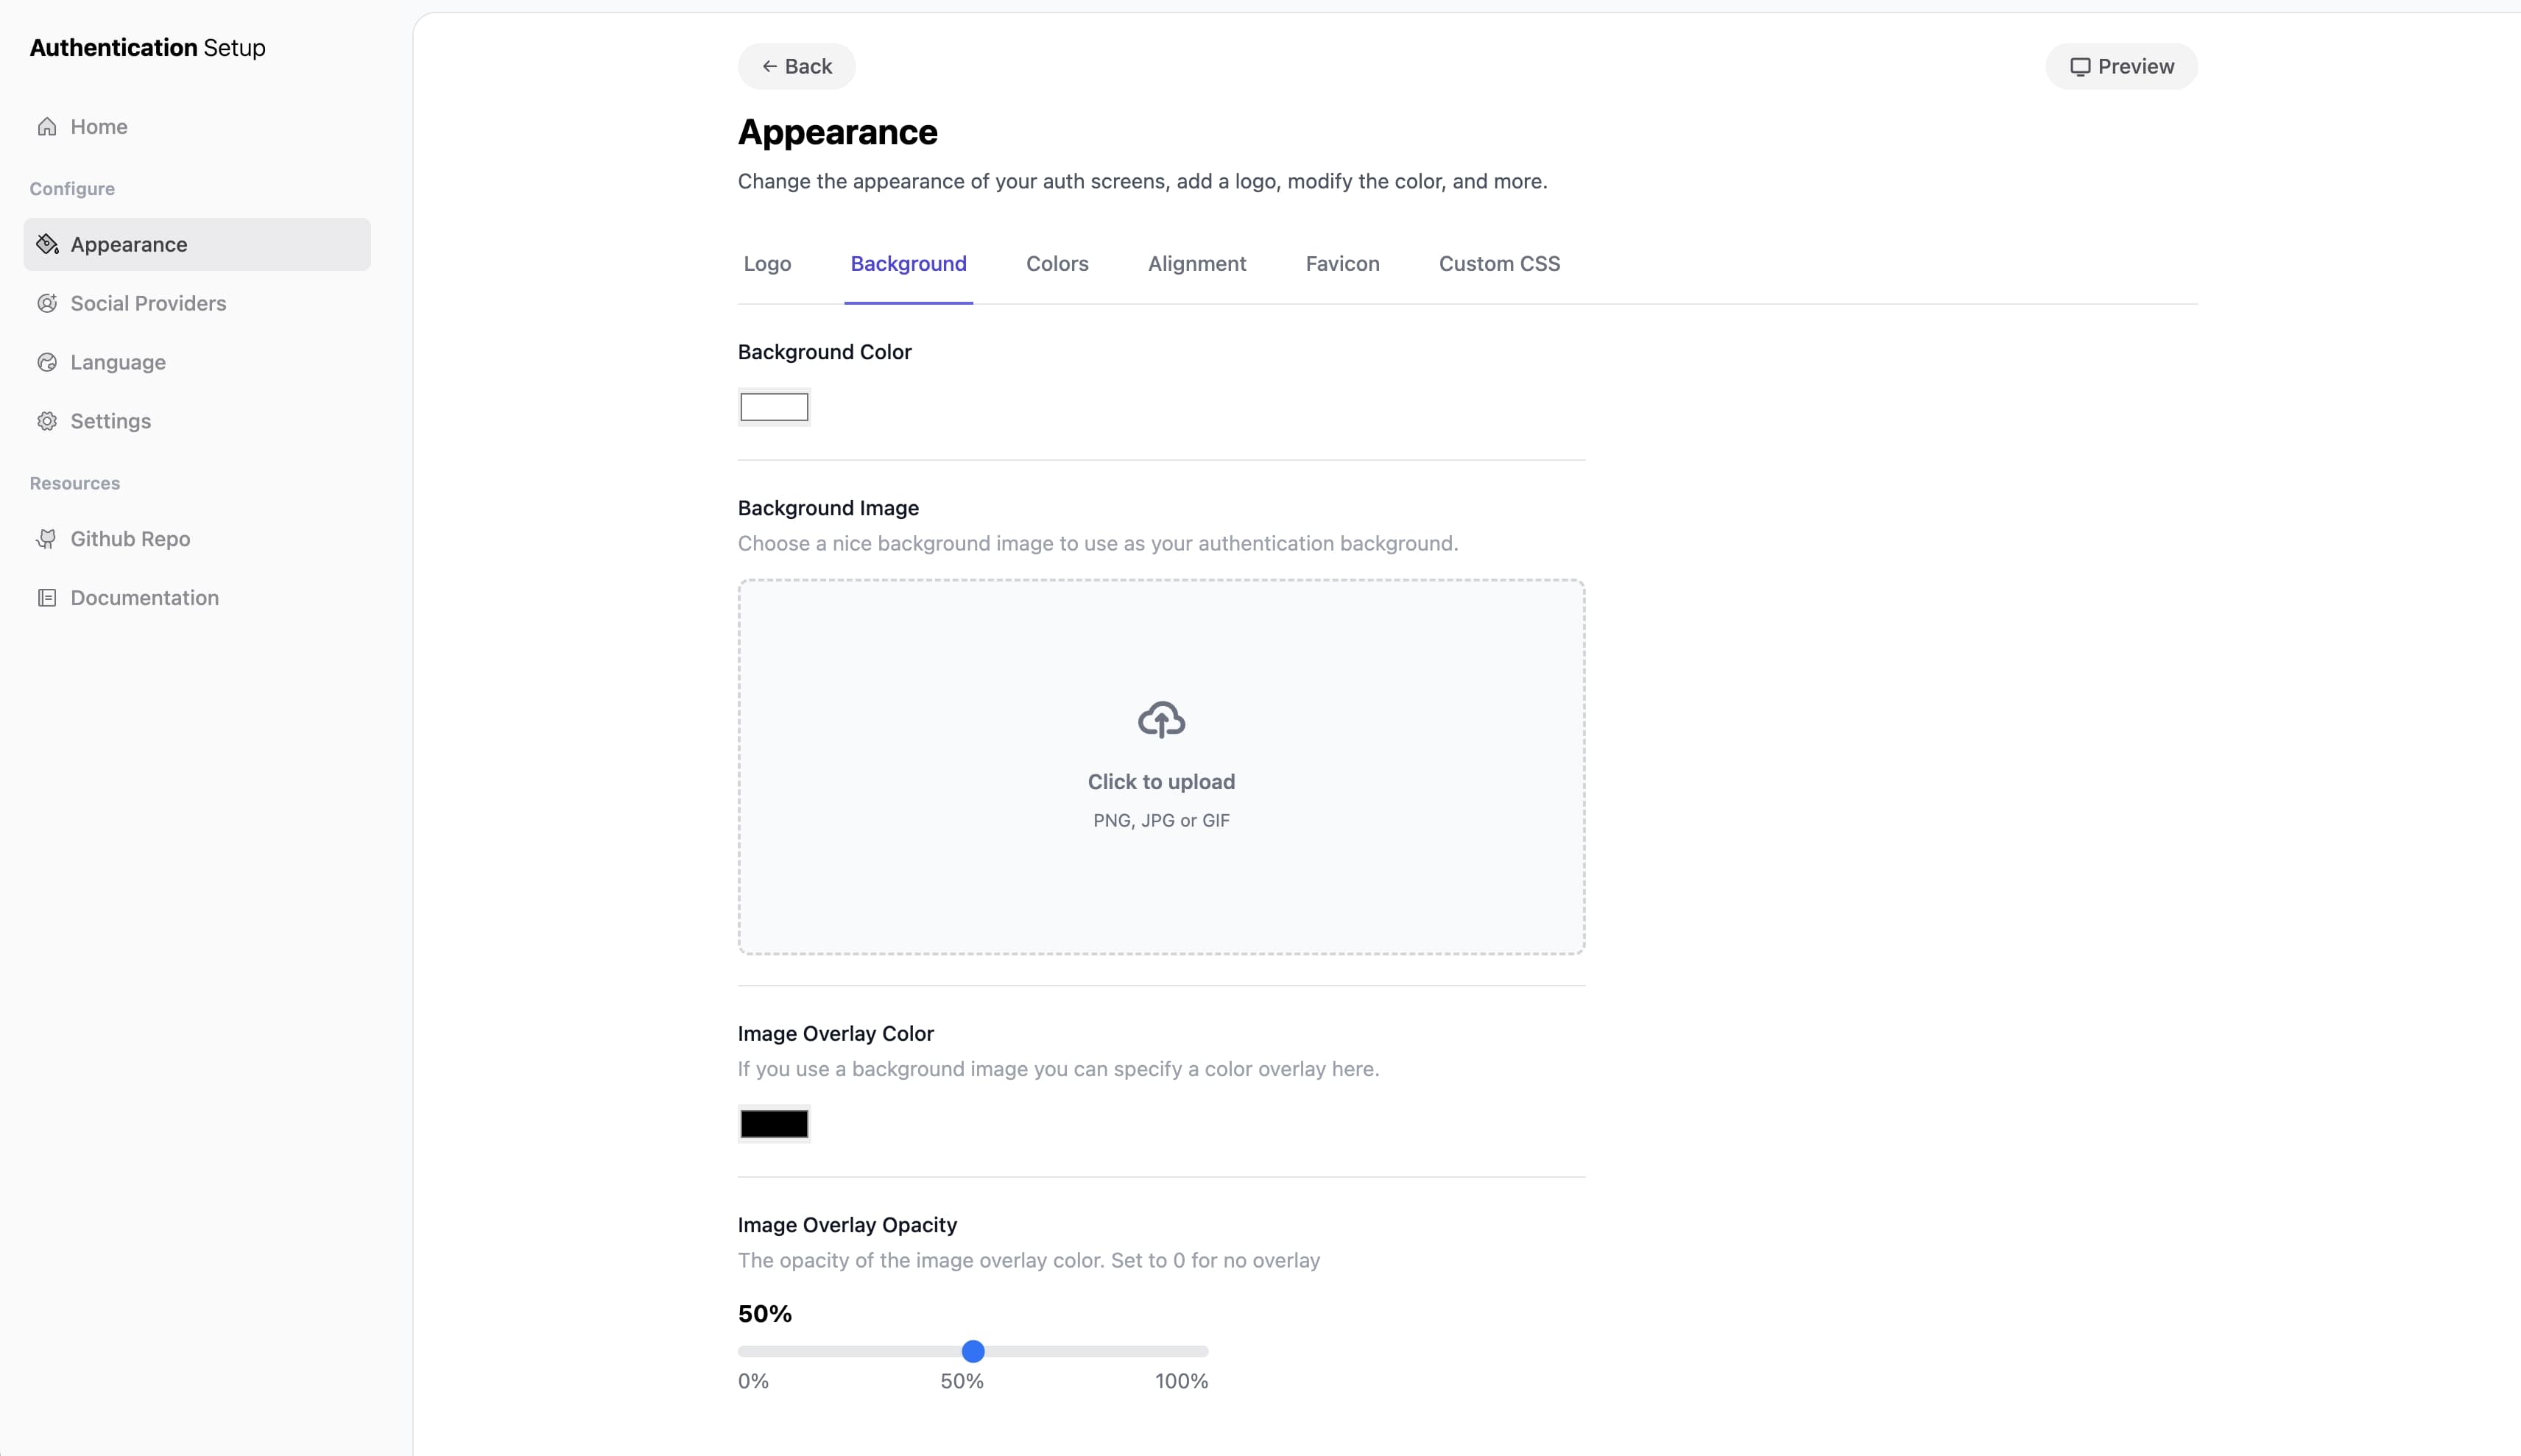 Authentication Setup
Home
Configure
Appearance
Social Providers
Language
Settings
Resources
Github Repo
Documentation
Back
Preview
Appearance
Change the appearance of your auth screens, add a logo, modify the color, and more.
Logo
Background
Colors
Alignment
Favicon
Custom CSS
Background Color
Background Image
Choose a nice background image to use as your authentication background.
Click to upload
PNG, JPG or GIF
Image Overlay Color
If you use a background image you can specify a color overlay here.
Image Overlay Opacity
The opacity of the image overlay color. Set to 0 for no overlay
50%
0% 50% 100%